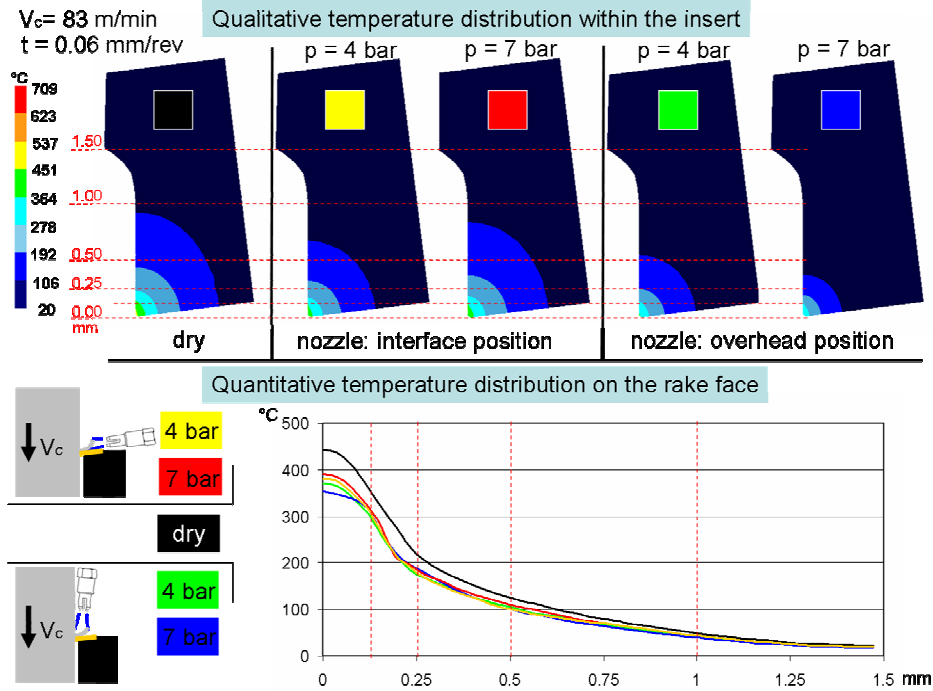 Vc= 83 m/min
t = 0.06 mm/rev
Qualitative temperature distribution within the insert
p = 4 bar
p = 7 bar
p = 4 bar
p = 7 bar
°C
709
623
537
451
364
278
192
106
20
1.50
1.00
0.50
0.25
0.00
mm
dry
nozzle: interface position
nozzle: overhead position
Quantitative temperature distribution on the rake face
Vc
4 bar
7 bar
dry
Vc
4 bar
7 bar
°C
500
400
300
200
100
0
0
0.25
0.5
0.75
1
1.25
1.5
mm